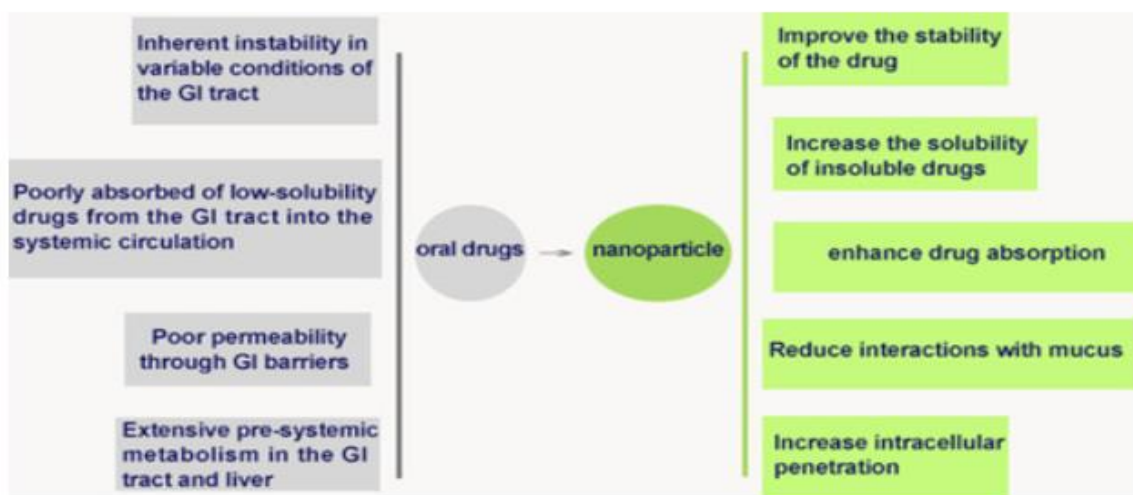 Inherent instability in
variable conditions of
the GI tract
Poorly absorbed of low-solubility
drugs from the GI tract into the
systemic circulation
Poor permeability
through GI barriers
Extensive pre-systemic
metabolism in the GI
tract and liver
oral drugs
nanoparticle
Improve the stability
of the drug
Increase the solubility
of insoluble drugs
enhance drug absorption
Reduce interactions with mucus
Increase intracellular
penetration